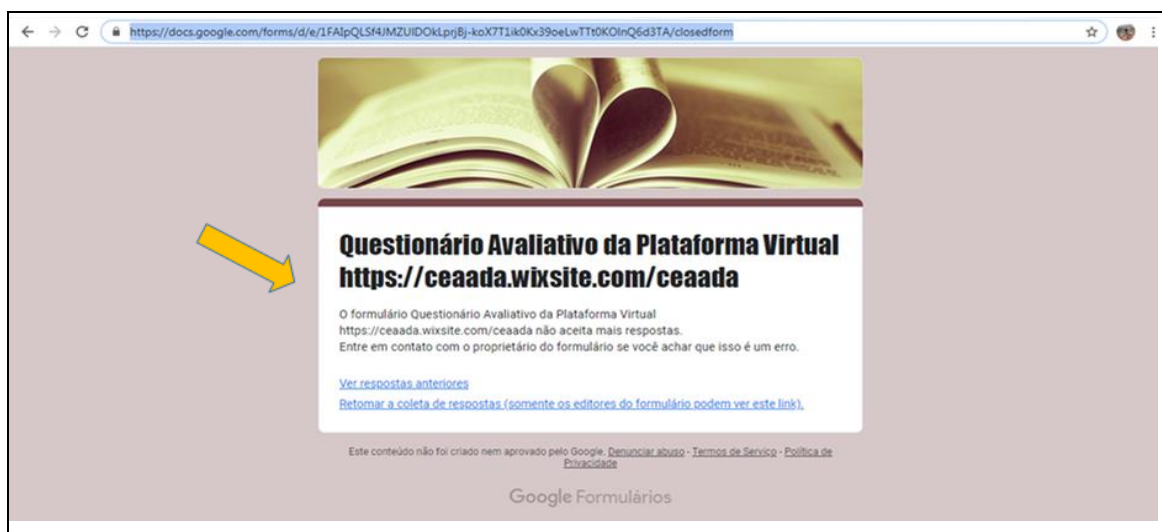 https://docs.google.com/forms/d/e/1FAIpQLSf4JMZUIDOkLprjBj-koX7T1ik0Kx39oeLwTTt0KOInQ6d3TA/closedform
Questionário Avaliativo da Plataforma Virtual
https://ceaada.wixsite.com/ceaada
O formulário Questionário Avaliativo da Plataforma Virtual
https://ceaada.wixsite.com/ceaada não aceita mais respostas.
Entre em contato com o proprietário do formulário se você achar que isso é um erro.
Ver respostas anteriores
Retomar a coleta de respostas (somente os editores do formulário podem ver este link).
Este conteúdo não foi criado nem aprovado pelo Google. Denunciar abuso - Termos de Serviço - Política de
Privacidade
Google Formulários